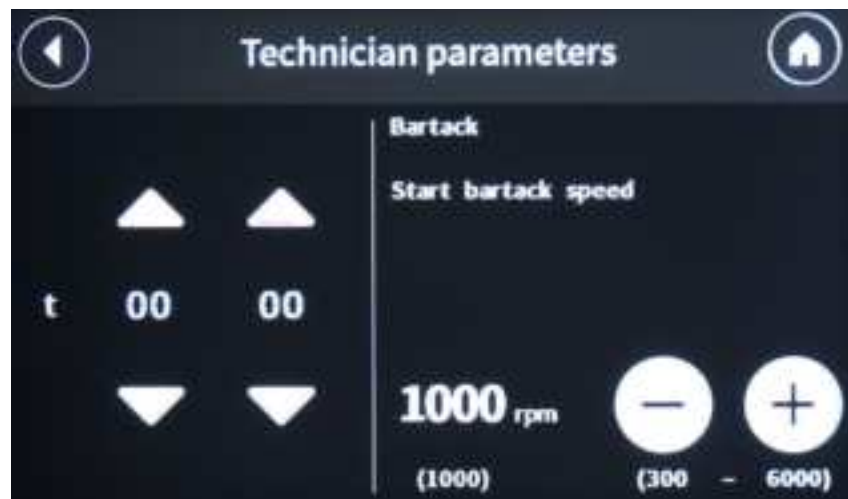 Technician parameters
Bartack
Start bartack speed
t 00 00
1000 rpm
(1000) (300 – 6000)